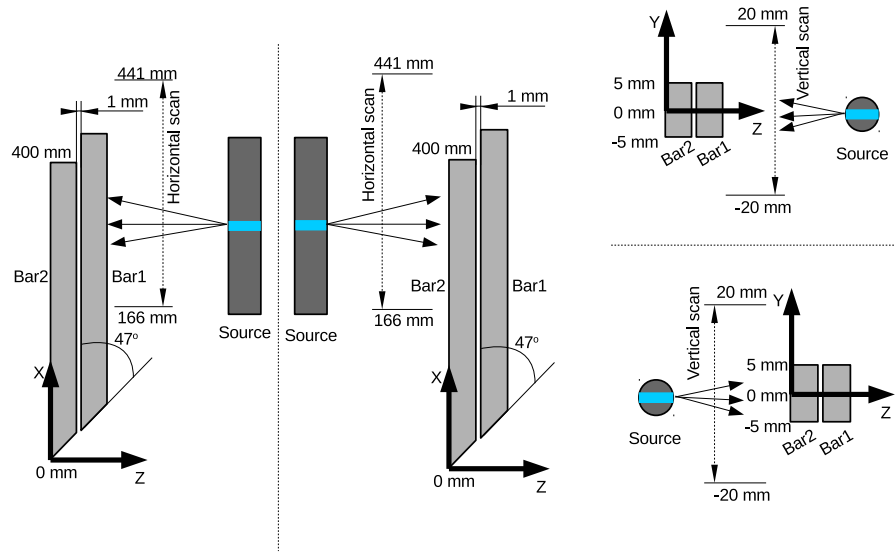 441 mm
1 mm
Horizontal scan
400 mm
Bar2
Bar1
166 mm
Source
47º
X
0 mm
Z
441 mm
1 mm
Horizontal scan
400 mm
Bar2
Bar1
166 mm
Source
47º
X
0 mm
Z
Y
20 mm
Vertical scan
5 mm
0 mm
-5 mm
Z
Bar2
Bar1
Source
-20 mm
20 mm
Y
Vertical scan
5 mm
0 mm
-5 mm
Z
Source
Bar2
Bar1
-20 mm